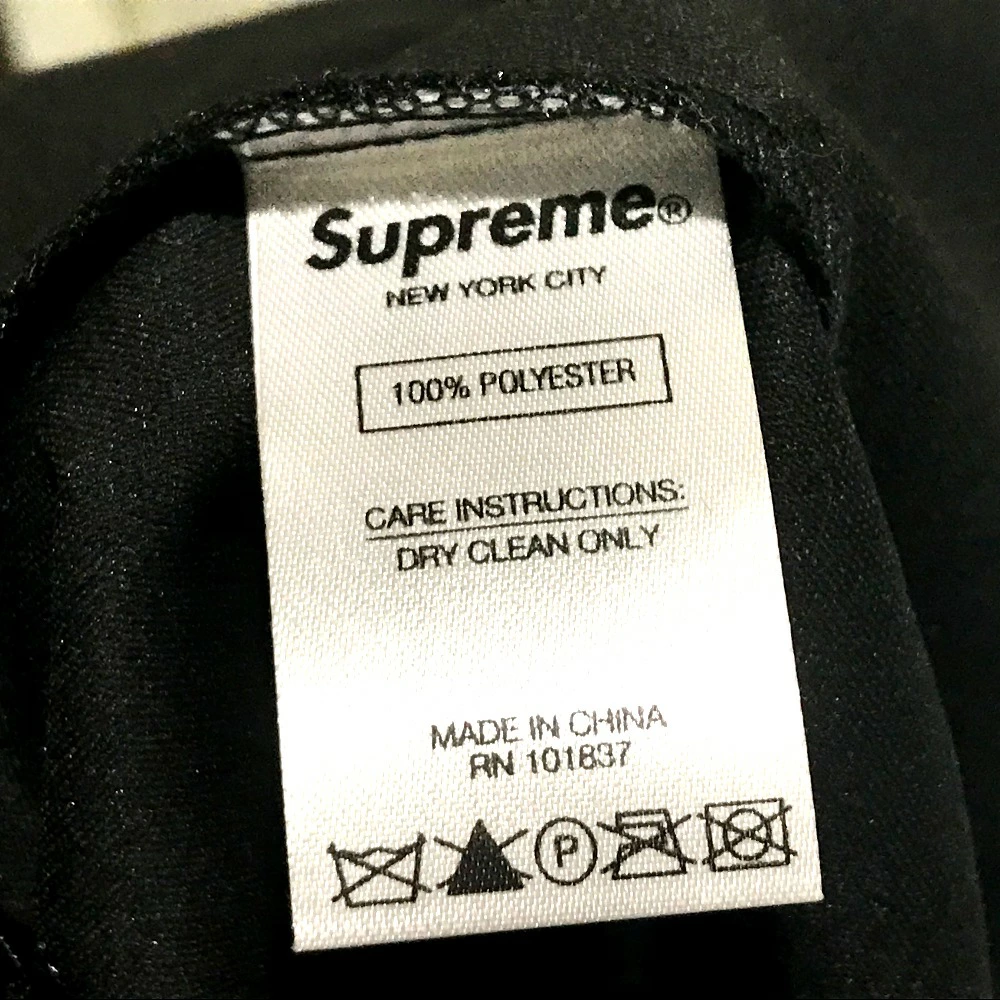 Supreme®
NEW YORK CITY
100% POLYESTER
CARE INSTRUCTIONS:
DRY CLEAN ONLY
MADE IN CHINA
RN 101837
P